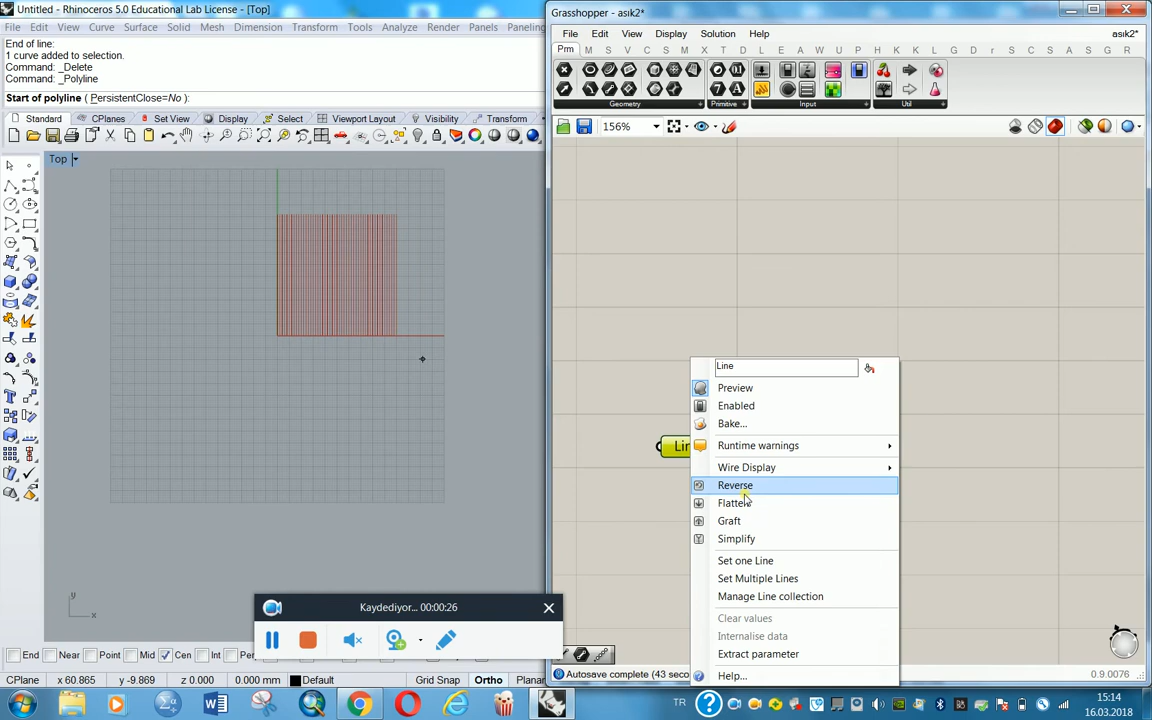 Untitled - Rhinoceros 5.0 Educational Lab License - [Top]
File Edit View Curve Surface Solid Mesh Dimension Transform Tools Analyze Render Panels Paneling
End of line:
1 curve added to selection.
Command: _Delete
Command: _Polyline
Start of polyline ( PersistentClose=No ):
Standard CPlanes Set View Display Select Viewport Layout Visibility Transform
Top
y
x
End Near Point Mid Cen Int
CPlane x 60.865 y -9.869 z 0.000 0.000 mm Default Grid Snap Ortho Planar
Grasshopper - asık2*
File Edit View Display Solution Help asık2*
Prm M S V C S M X T D L E A W U P L S M H K E L G D r S K M T G R
Geometry Primitive Input Util
156%
Line
Preview
Enabled
Bake...
Runtime warnings
Wire Display
Reverse
Flatten
Graft
Simplify
Set one Line
Set Multiple Lines
Manage Line collection
Clear values
Internalise data
Extract parameter
Help...
Autosave complete (43 seco
0.9.0076
Kaydediyor... 00:00:26
TR
15:14
16.03.2018